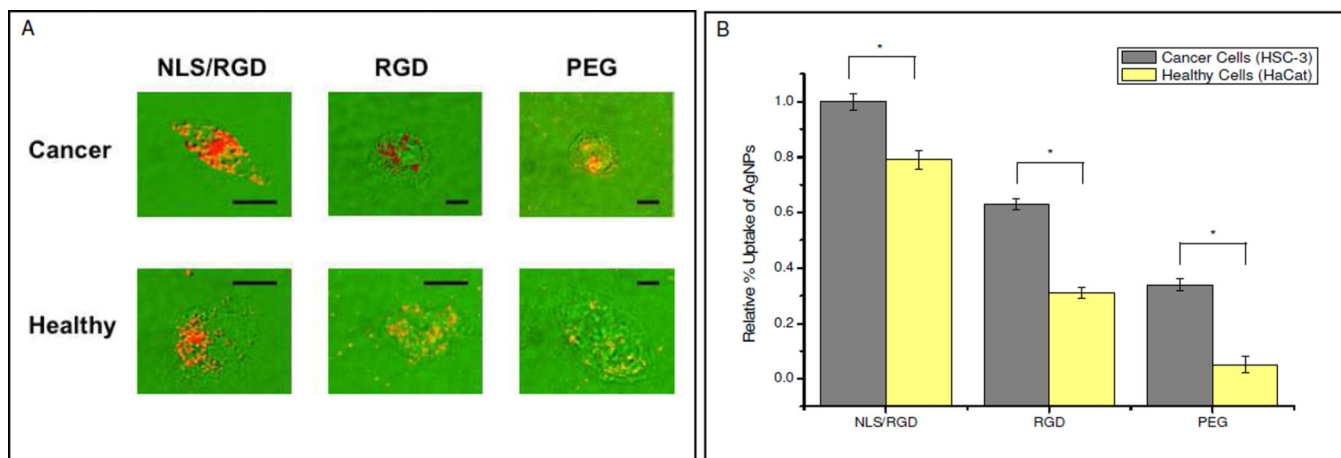 A
NLS/RGD RGD PEG
Cancer
Healthy
B
Cancer Cells (HSC-3)
Healthy Cells (HaCat)
Relative % Uptake of AgNPs
1.0
0.8
0.6
0.4
0.2
0.0
*
*
*
NLS/RGD RGD PEG